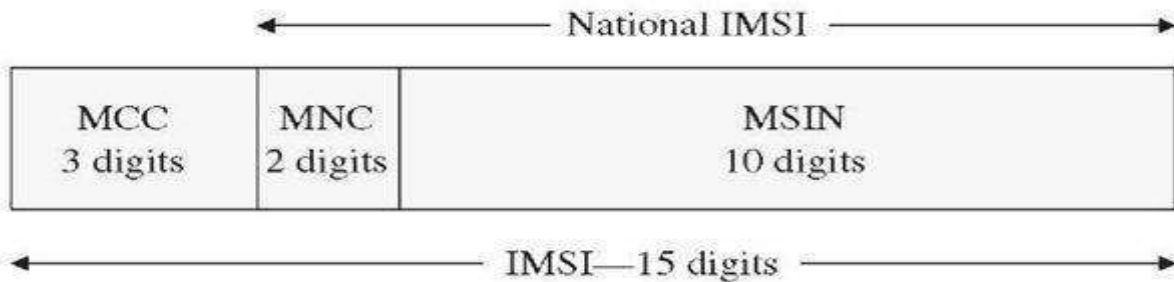 National IMSI
MCC
3 digits
MNC
2 digits
MSIN
10 digits
IMSI—15 digits